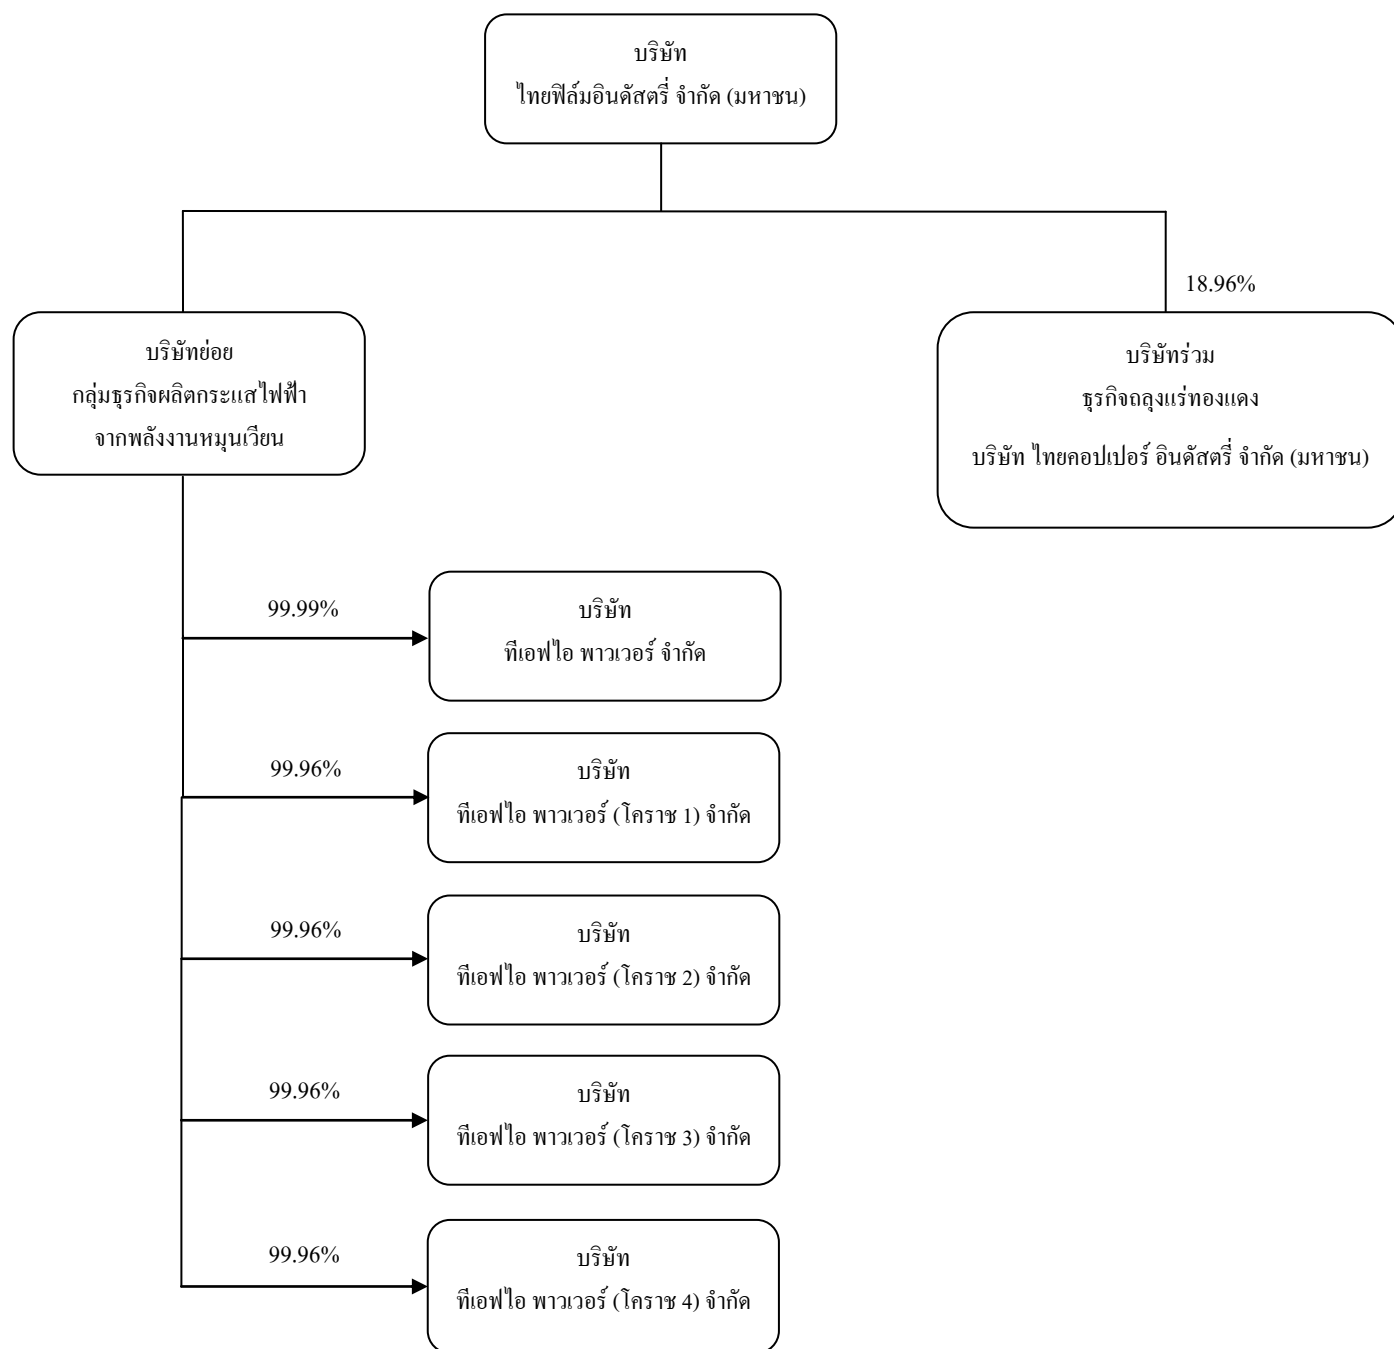 บริษัท
ไทยฟิล์มอินดัสตรี่ จำกัด (มหาชน)
18.96%
บริษัทย่อย
กลุ่มธุรกิจผลิตกระแสไฟฟ้า
จากพลังงานหมุนเวียน
บริษัทร่วม
ธุรกิจถลุงแร่ทองแดง
บริษัท ไทยคอปเปอร์ อินดัสตรี่ จำกัด (มหาชน)
99.99%
บริษัท
ทีเอฟไอ พาวเวอร์ จำกัด
99.96%
บริษัท
ทีเอฟไอ พาวเวอร์ (โคราช 1) จำกัด
99.96%
บริษัท
ทีเอฟไอ พาวเวอร์ (โคราช 2) จำกัด
99.96%
บริษัท
ทีเอฟไอ พาวเวอร์ (โคราช 3) จำกัด
99.96%
บริษัท
ทีเอฟไอ พาวเวอร์ (โคราช 4) จำกัด